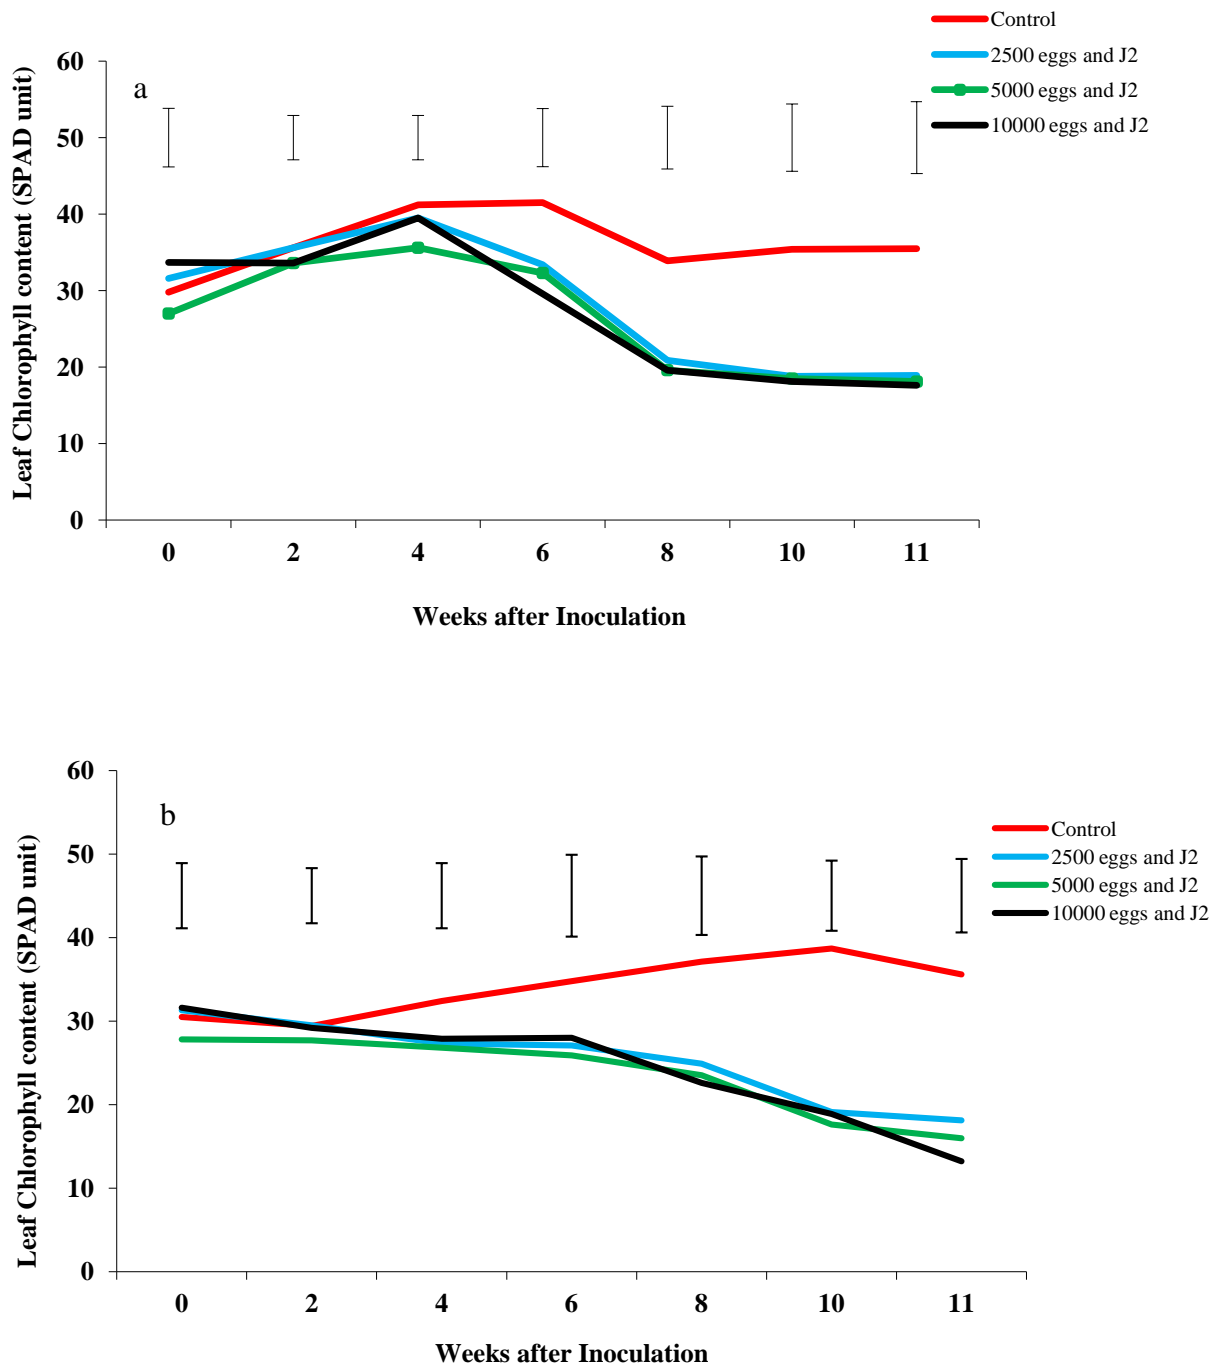 Control
2500 eggs and J2
5000 eggs and J2
10000 eggs and J2
a
Leaf Chlorophyll content (SPAD unit)
60
50
40
30
20
10
0
0 2 4 6 8 10 11
Weeks after Inoculation
b
Leaf Chlorophyll content (SPAD unit)
60
50
40
30
20
10
0
Control
2500 eggs and J2
5000 eggs and J2
10000 eggs and J2
0 2 4 6 8 10 11
Weeks after Inoculation